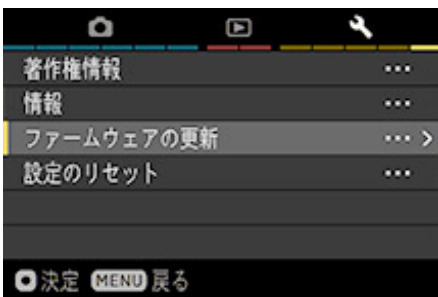 著作権情報 ...
情報 ...
ファームウェアの更新 ... >
設定のリセット ...
決定 MENU 戻る